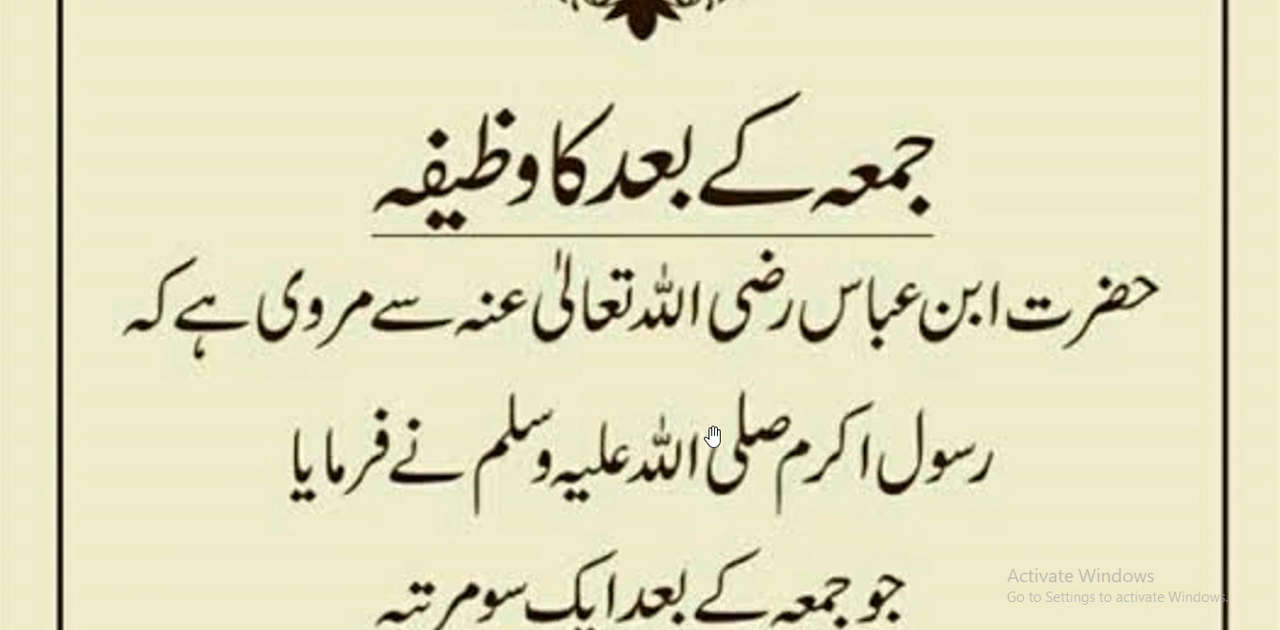 جمعہ کے بعد کا وظیفہ
حضرت ابن عباس رضی اللہ تعالیٰ عنہ سے مروی ہے کہ
رسول اکرم صلی اللہ علیہ وسلم نے فرمایا
جو جمعہ کے بعد ایک سو مرتبہ
Activate Windows
Go to Settings to activate Windows.